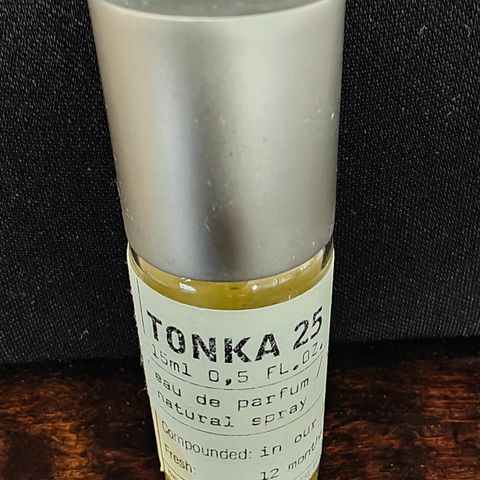 TONKA 25
15ml 0,5 FL.OZ.
eau de parfum /
natural spray
Compounded: in our
Fresh: 12 month